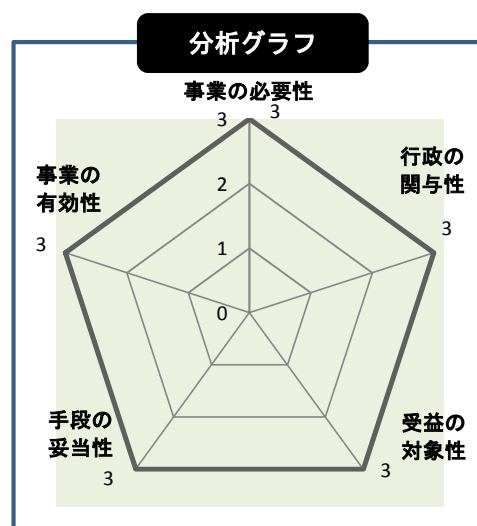 分析グラフ
事業の必要性
3
3
行政の
関与性
事業の
有効性
2
3
3
1
0
手段の
妥当性
受益の
対象性
3
3